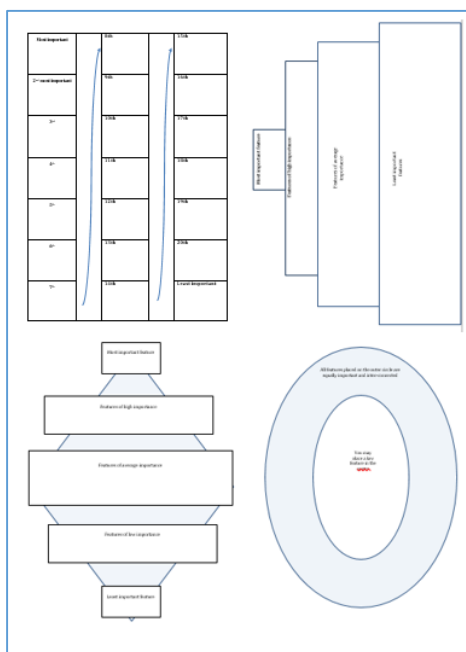 Most important
8th
15th
2nd most important
9th
16th
3rd
10th
17th
4th
11th
18th
5th
12th
19th
6th
13th
20th
7th
14th
Least important
Most important feature
Features of high importance
Features of average
importance
Least important
features
Most important feature
Features of high importance
Features of average importance
Features of low importance
Least important feature
All features placed on the outer circle are
equally important and interconnected
You may
place a key
feature in the